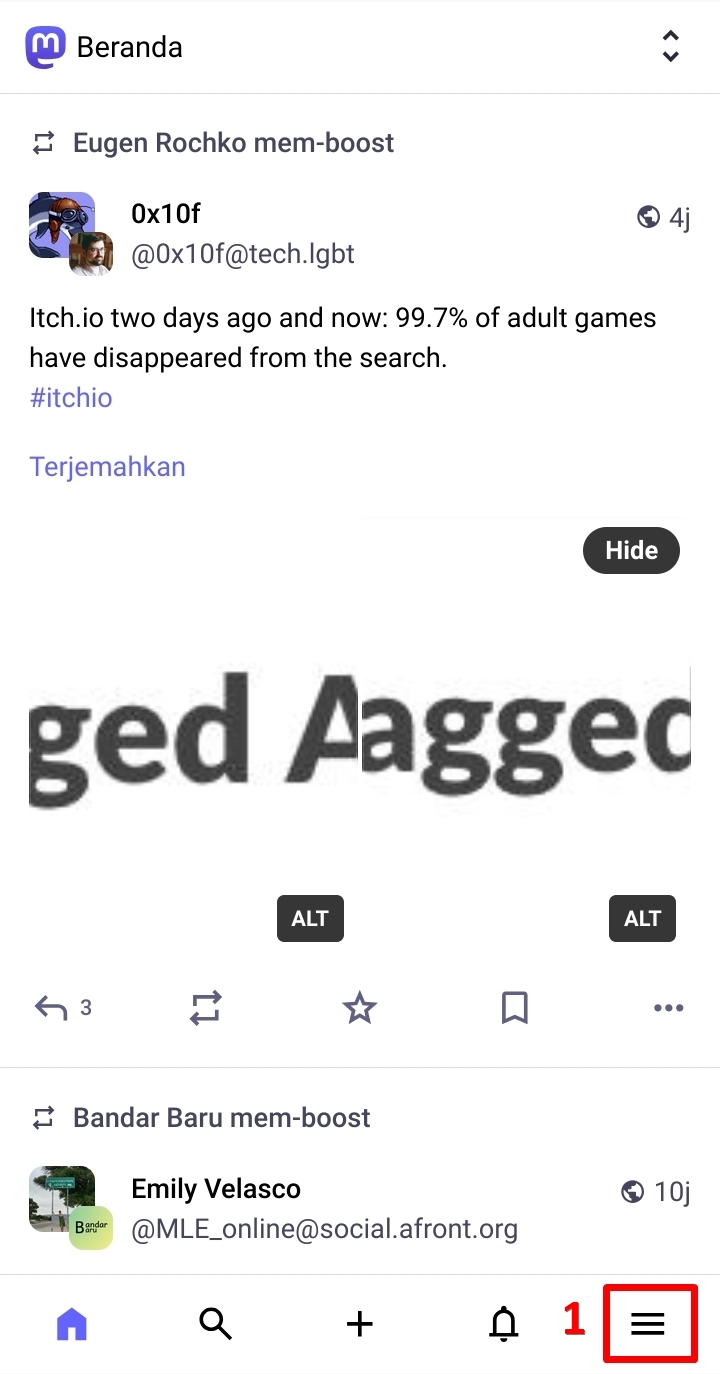 Beranda
Eugen Rochko mem-boost
0x10f
4j
@0x10f@tech.lgbt
Itch.io two days ago and now: 99.7% of adult games
have disappeared from the search.
#itchio
Terjemahkan
Hide
ged A
agged
ALT
ALT
3
Bandar Baru mem-boost
Emily Velasco
10j
Bandar
Baru
@MLE_online@social.afront.org
1